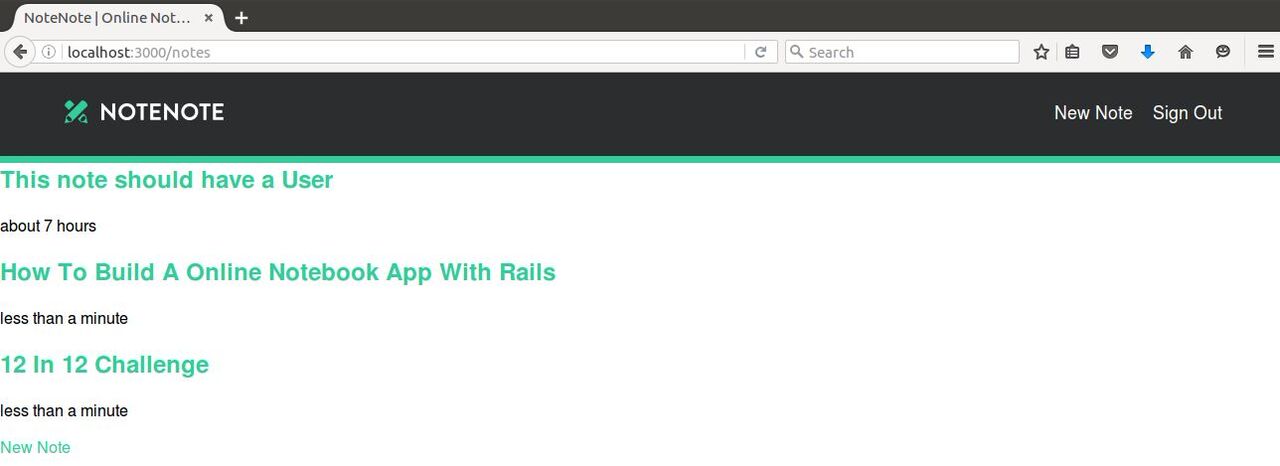 NoteNote | Online Not...
localhost:3000/notes
Search
NOTENOTE
New Note
Sign Out
This note should have a User
about 7 hours
How To Build A Online Notebook App With Rails
less than a minute
12 In 12 Challenge
less than a minute
New Note